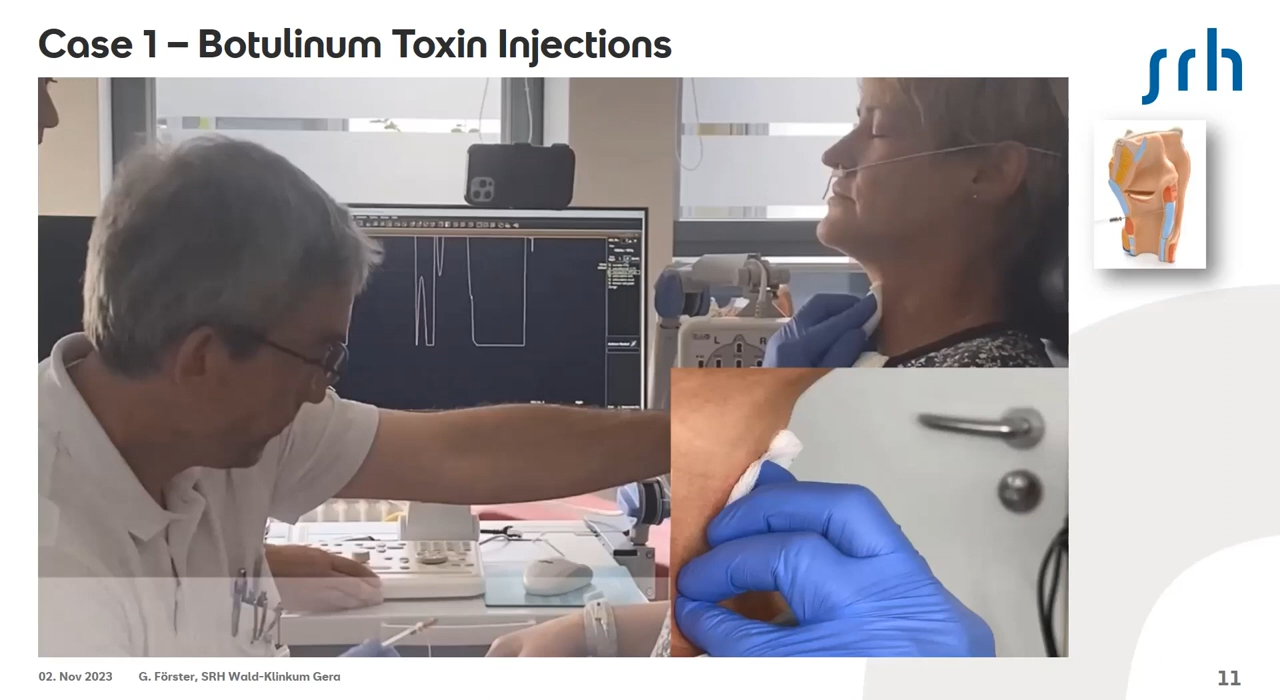 Case 1 – Botulinum Toxin Injections
srh
L A
02. Nov 2023 G. Förster, SRH Wald-Klinikum Gera
11